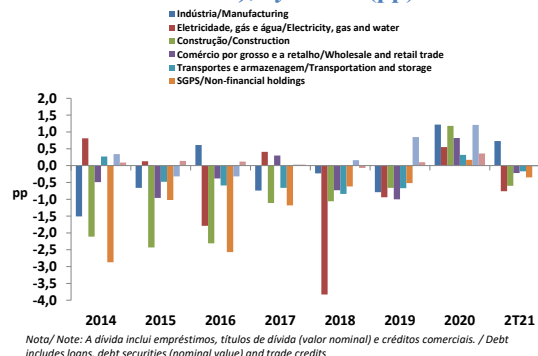 Indústria/Manufacturing
Eletricidade, gás e água/Electricity, gas and water
Construção/Construction
Comércio por grosso e a retalho/Wholesale and retail trade
Transportes e armazenagem/Transportation and storage
SGPS/Non-financial holdings
2,0
1,5
1,0
0,5
0,0
-0,5
pp
-1,0
-1,5
-2,0
-2,5
-3,0
-3,5
-4,0
2014 2015 2016 2017 2018 2019 2020 2T21
Nota/ Note: A dívida inclui empréstimos, títulos de dívida (valor nominal) e créditos comerciais. / Debt
includes loans, debt securities (nominal value) and trade credits